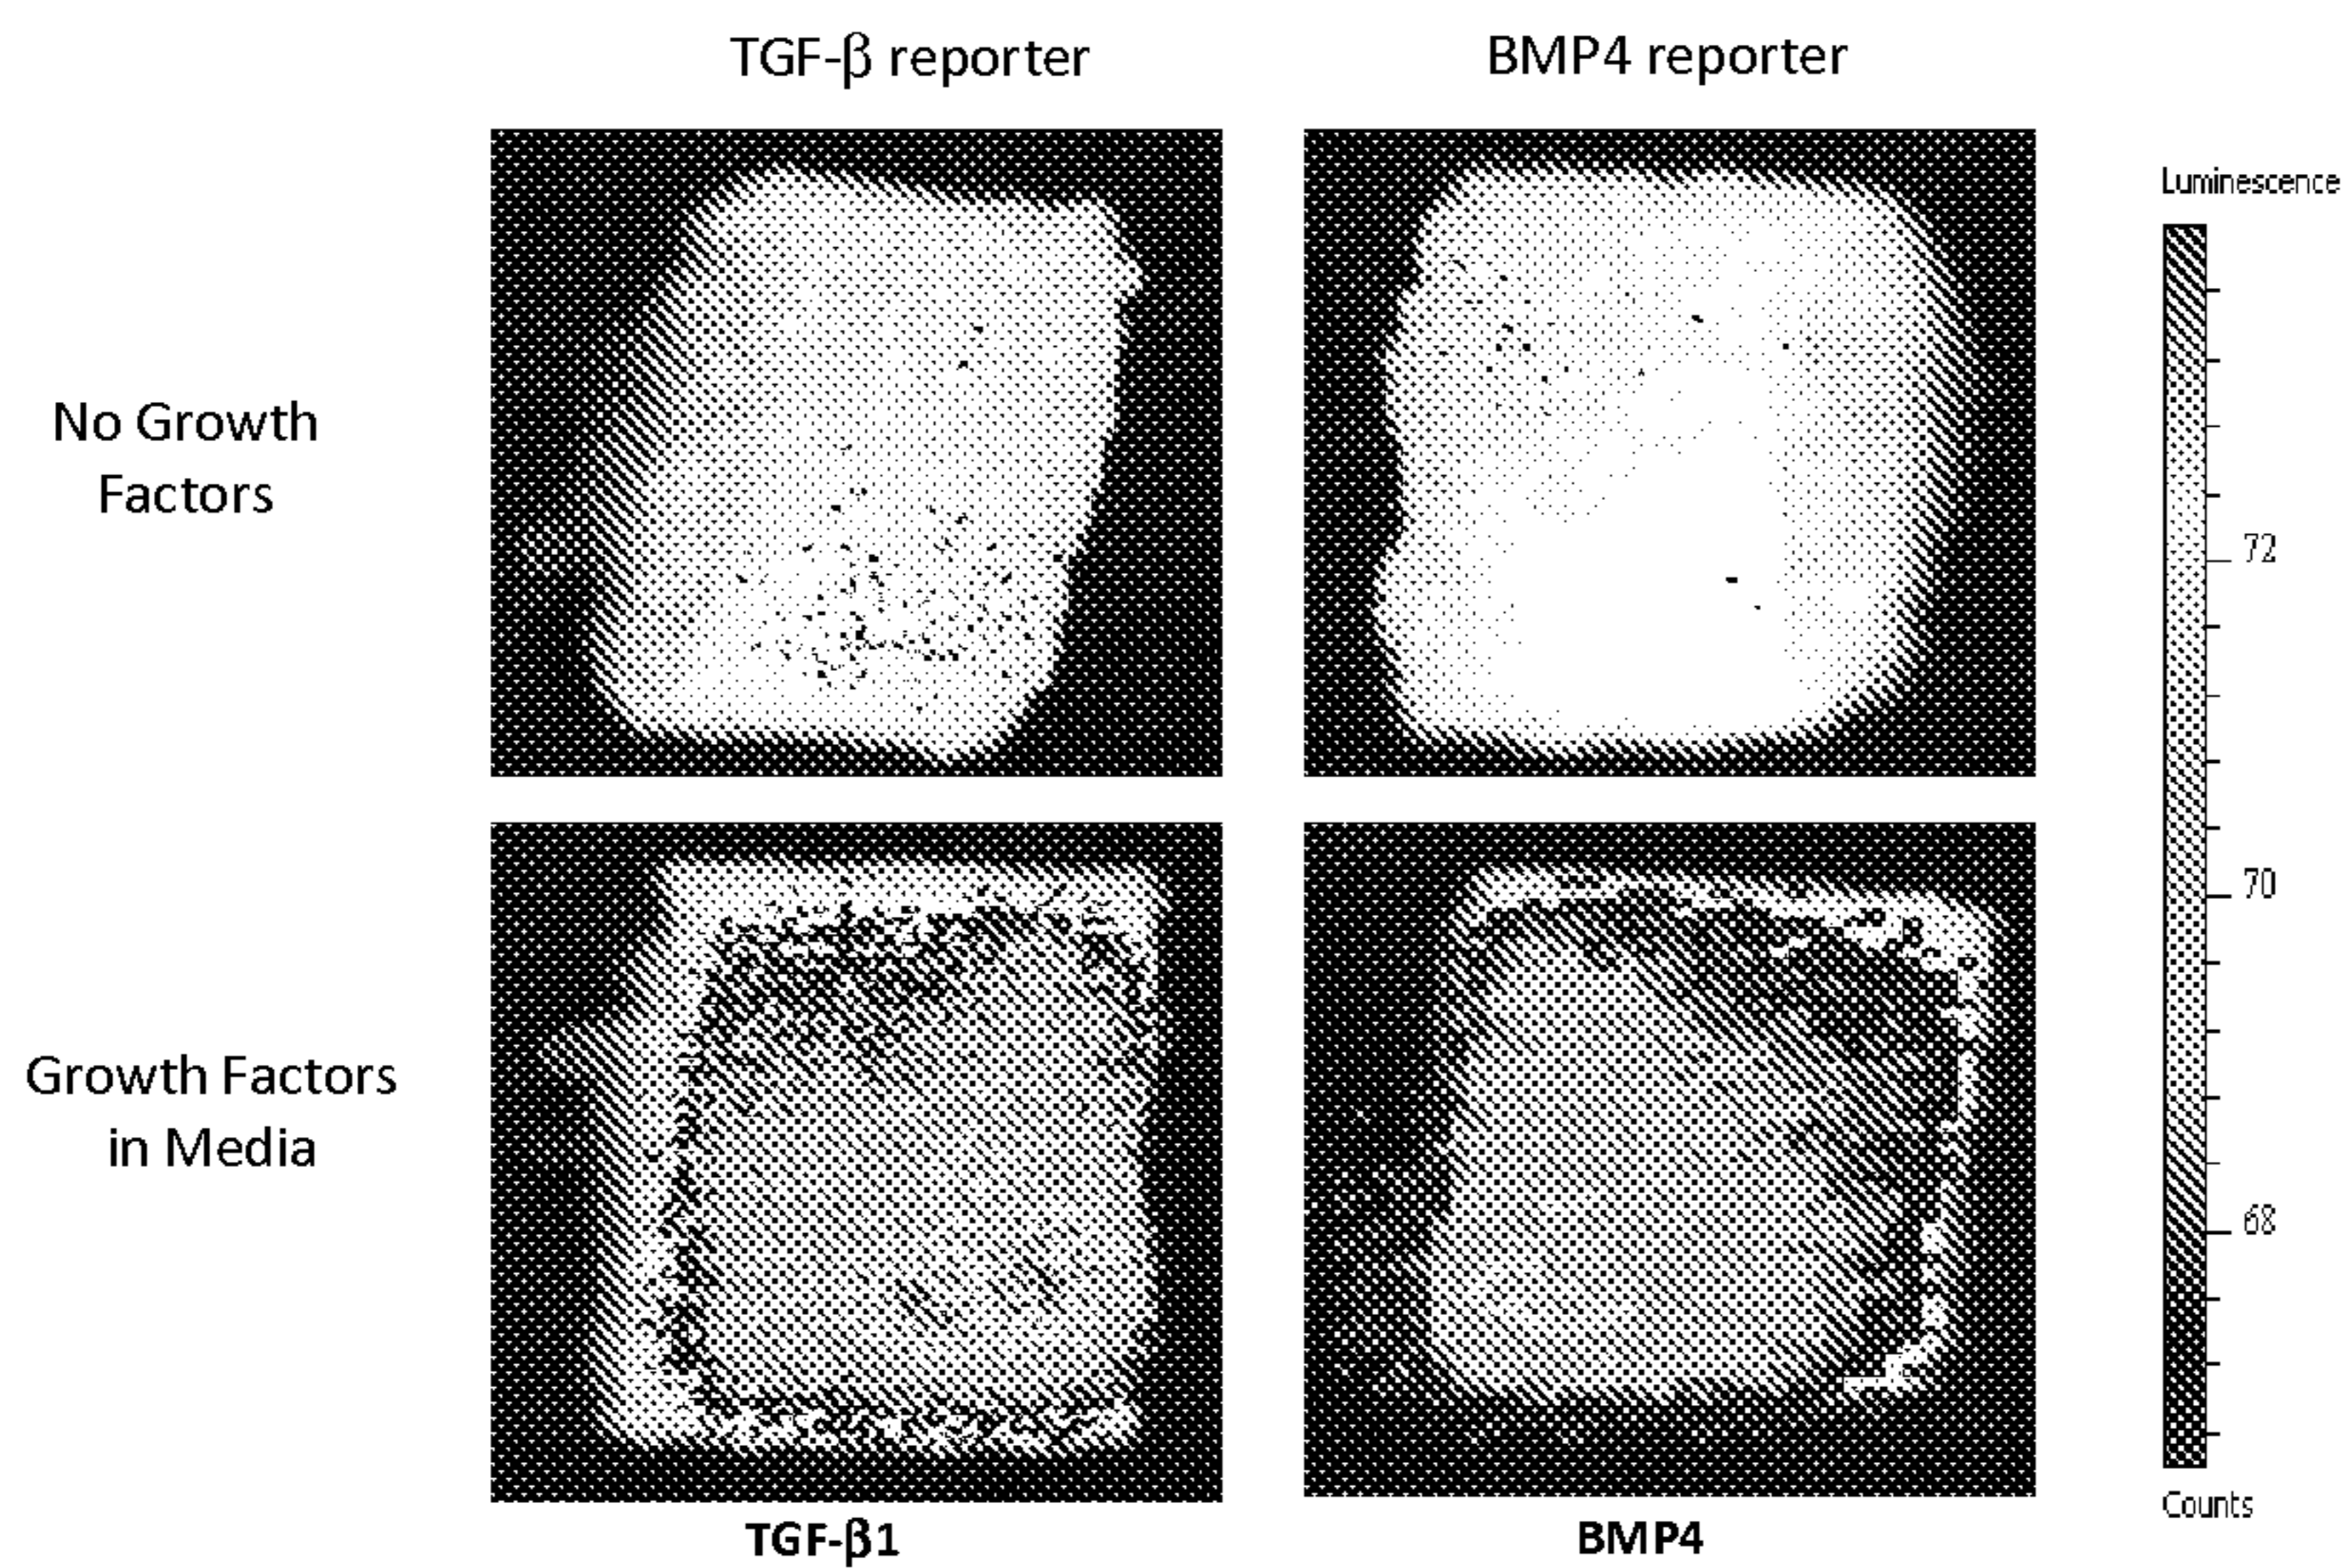 TGF-β reporter
BMP4 reporter
Luminescence
No Growth
Factors
72
70
Growth Factors
in Media
68
Counts
TGF-β1
BMP4